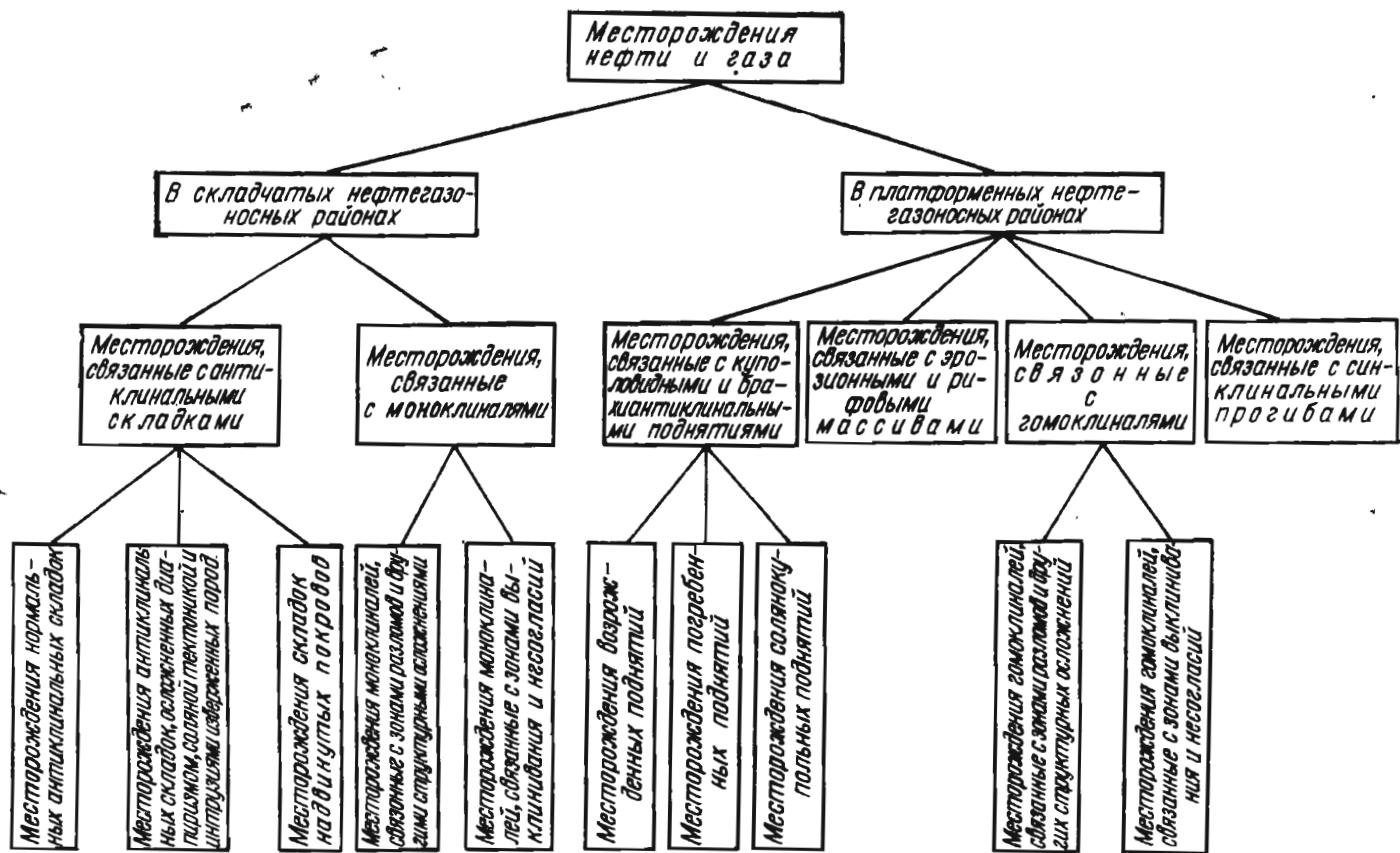 Месторождения
нефти и газа
В складчатых нефтегазо-
носных районах
В платформенных нефте-
газоносных районах
Месторождения,
связанные с анти-
клинальными
складками
Месторождения,
связанные
с моноклиналями
Месторождения,
связанные с купо-
ловидными и бра-
хиантиклинальны-
ми поднятиями
Месторождения,
связанные с эро-
зионными и ри-
фовыми
массивами
Месторождения,
связонные
с
гомоклиналями
Месторождения,
связанные с син-
клинальными
прогибами
Месторождения нормаль-
ных антиклинальных складок
Месторождения антиклиналь-
ных складок, осложненных диа-
пиризмом, соляной тектоникой и
интрузиями изверженных пород.
Месторождения складок
надвинутых покровов
Месторождения моноклиналей,
связонные с зонами разломов и дру-
гими структурными осложнениями
Месторождения моноклина-
лей, связанные с зонами вы-
клинивания и несогласий
Месторождения возрож-
денных поднятий
Месторождения погребен-
ных поднятий
Месторождения соляноку-
польных поднятий
Месторождения гомоклиналей,
связанные с зонами разломов и дру-
гих структурных осложнений
Месторождения гомоклиналей,
связанные с зонами выклинива-
ния и несогласий